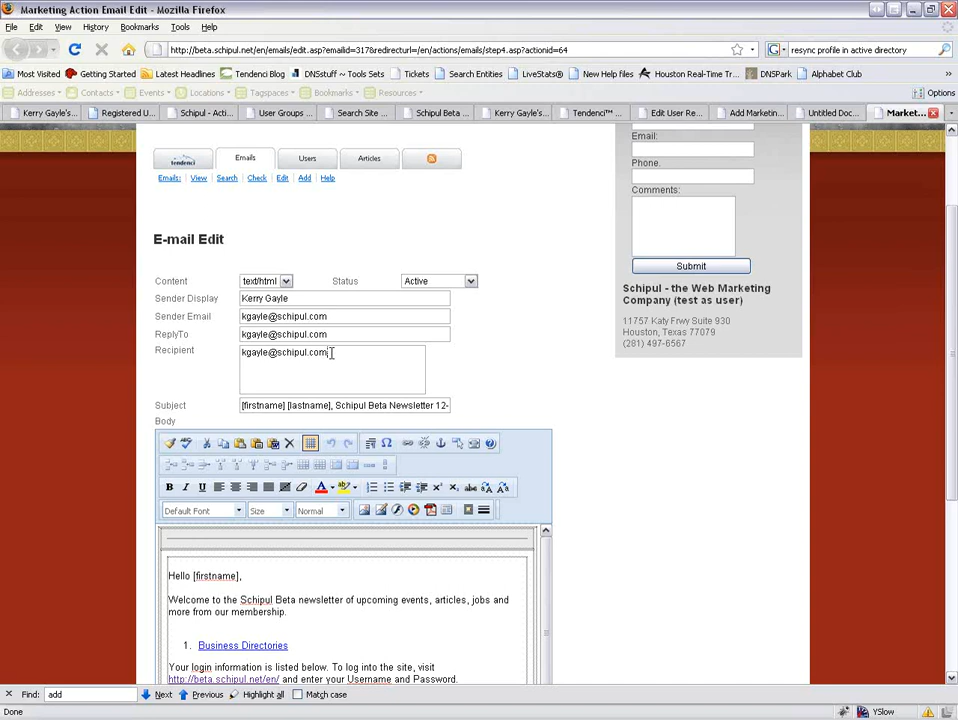 Marketing Action Email Edit - Mozilla Firefox
File Edit View History Bookmarks Tools Help
http://beta.schipul.net/en/emails/edit.asp?emailid=317&redirecturl=/en/actions/emails/step4.asp?actionid=64
resync profile in active directory
Most Visited Getting Started Latest Headlines Tendenci Blog DNSstuff ~ Tools Sets Tickets Search Entities LiveStats® New Help files Houston Real-Time Tr... DNSPark Alphabet Club »
Addresses Contacts Events Locations Tagspaces Bookmarks Resources Options
Kerry Gayle's... Registered U... Schipul - Acti... User Groups ... Search Site ... Schipul Beta ... Kerry Gayle's... Tendenci™ ... Edit User Re... Add Marketin... Untitled Doc... Market...
Email:
tendenci Emails Users Articles
Phone.
Emails: View Search Check Edit Add Help
Comments:
E-mail Edit
Submit
Content text/html Status Active
Schipul - the Web Marketing
Company (test as user)
Sender Display Kerry Gayle
Sender Email kgayle@schipul.com
11757 Katy Frwy Suite 930
Houston, Texas 77079
(281) 497-6567
ReplyTo kgayle@schipul.com
Recipient kgayle@schipul.com
Subject [firstname] [lastname], Schipul Beta Newsletter 12-
Body
Default Font Size Normal
Hello [firstname],
Welcome to the Schipul Beta newsletter of upcoming events, articles, jobs and
more from our membership.
1. Business Directories
Your login information is listed below. To log into the site, visit
http://beta.schipul.net/en/ and enter your Username and Password.
Find: add Next Previous Highlight all Match case
Done YSlow